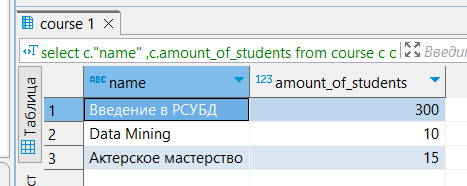 course 1
select c."name" ,c.amount_of_students from course c
Введи
name
amount_of_students
1 Введение в РСУБД 300
2 Data Mining 10
3 Актерское мастерство 15
Таблица